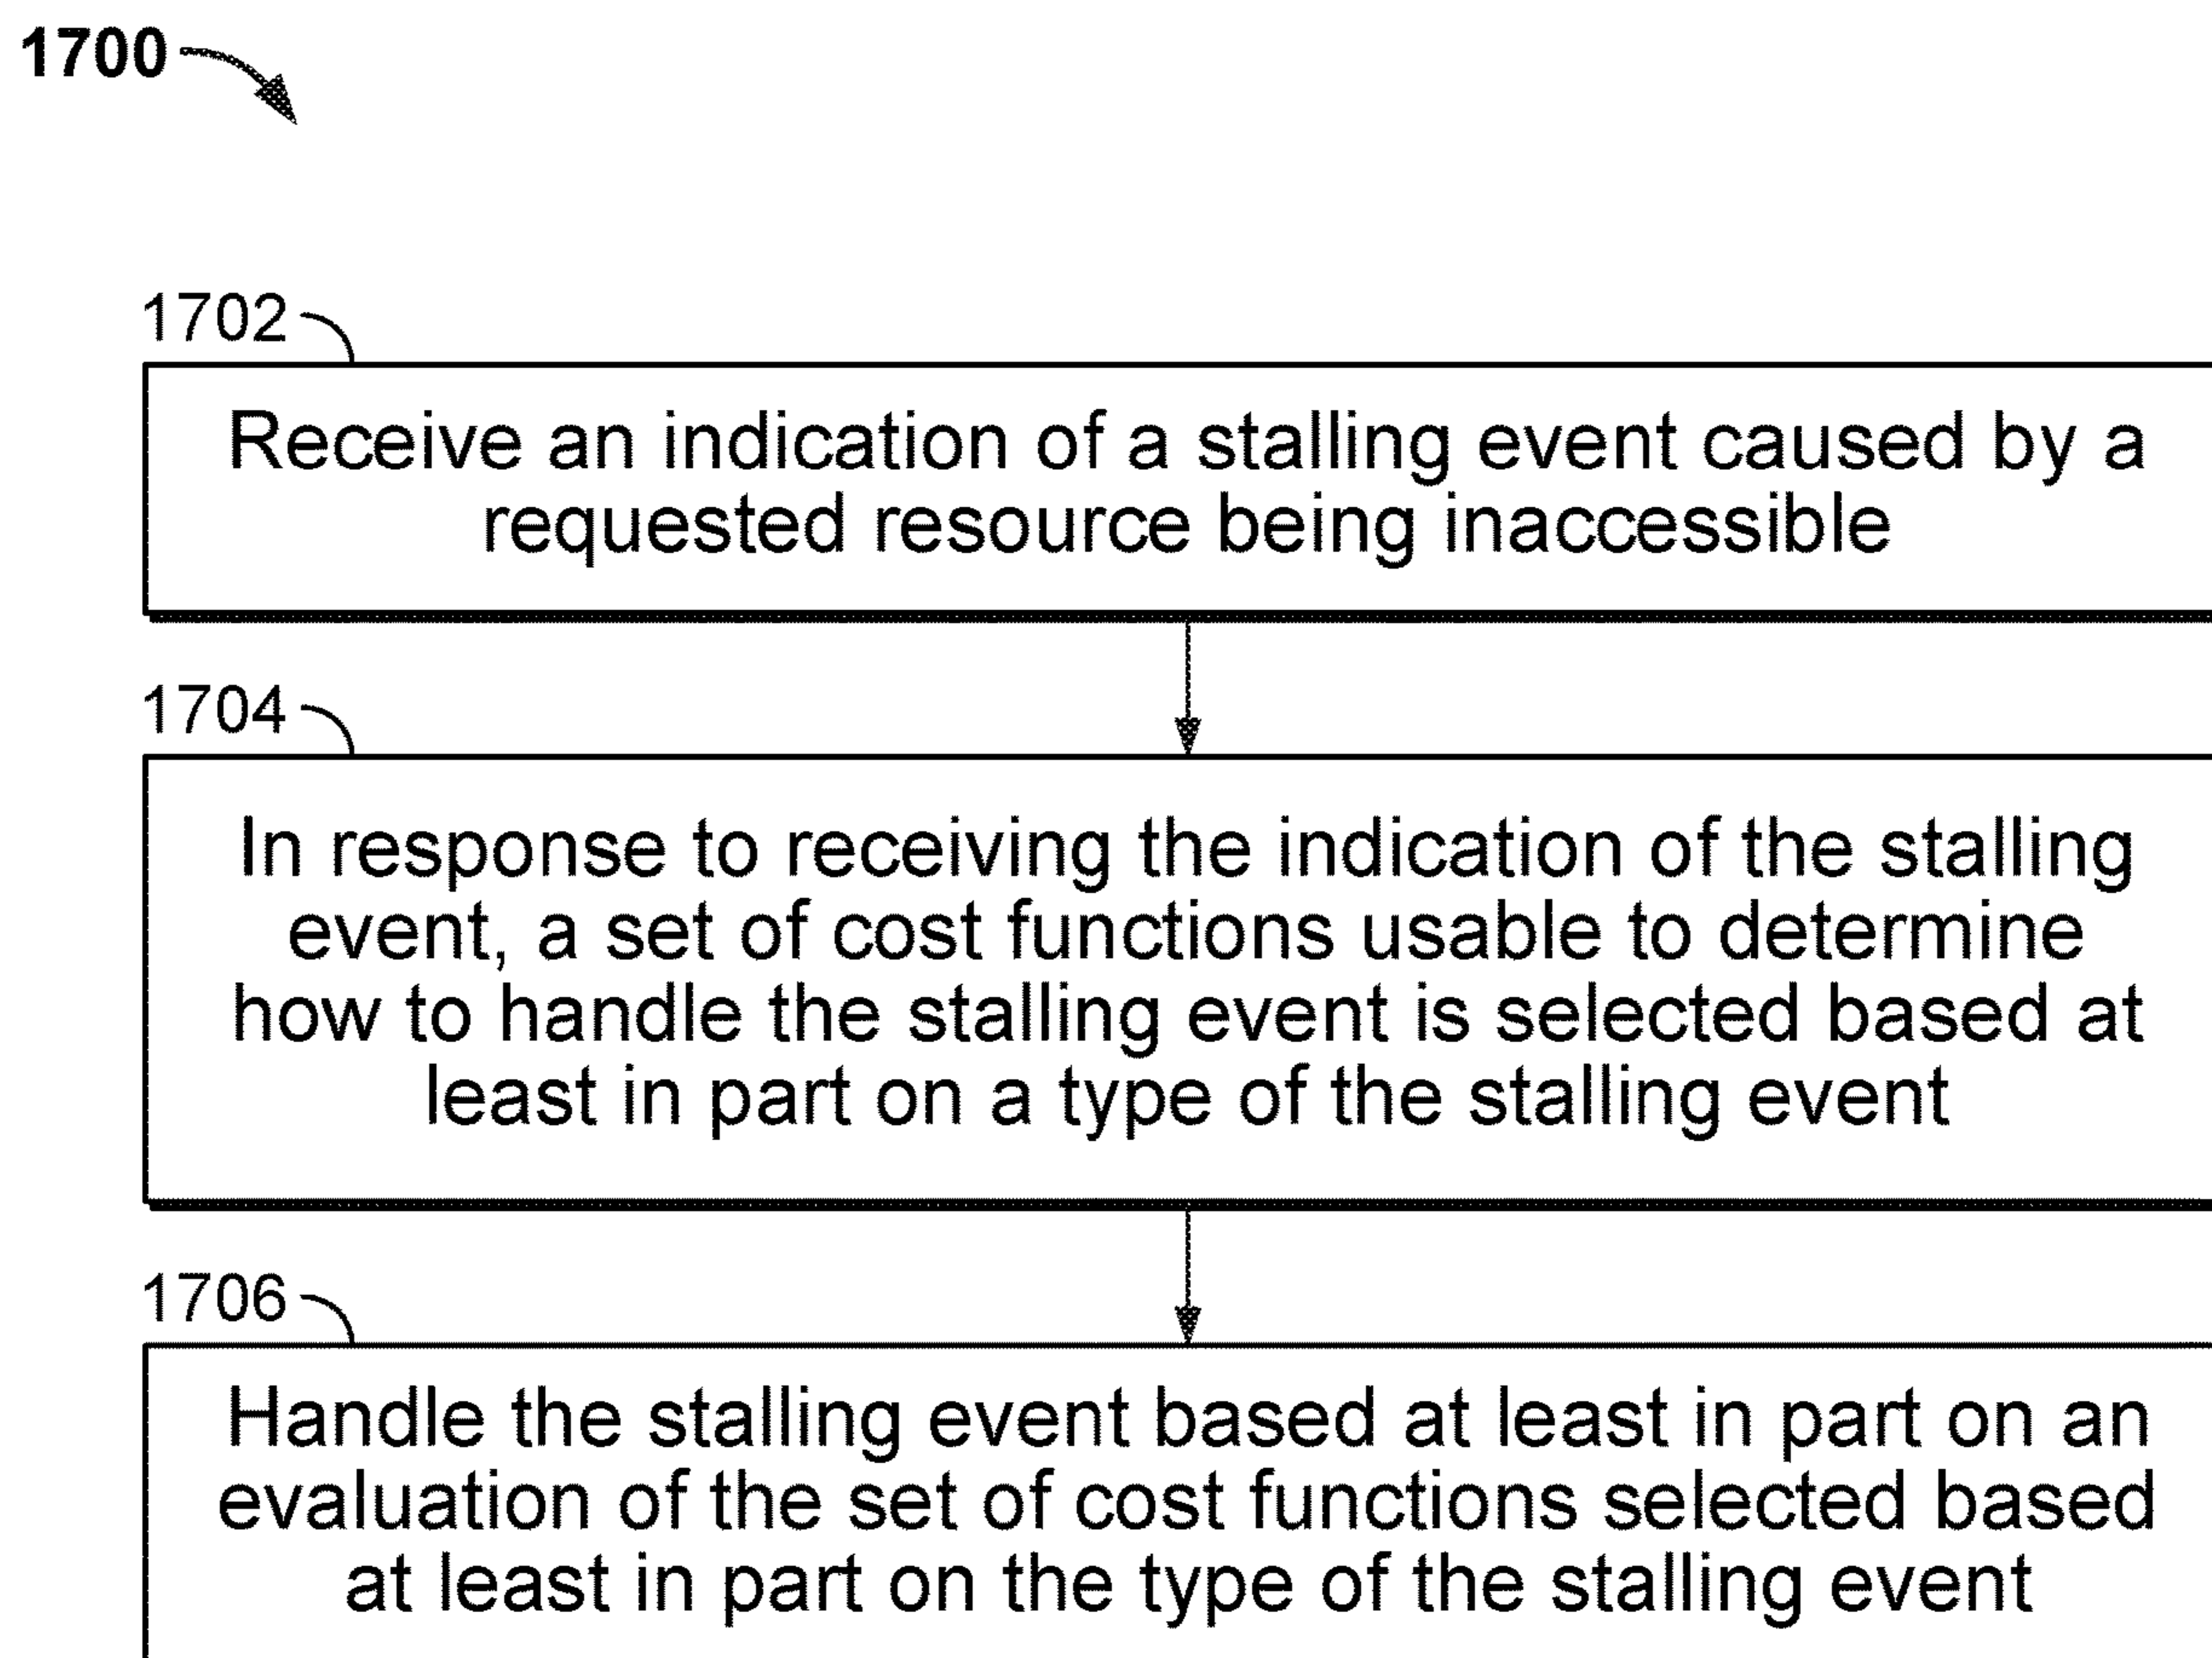 1700
1702
Receive an indication of a stalling event caused by a
requested resource being inaccessible
1704
In response to receiving the indication of the stalling
event, a set of cost functions usable to determine
how to handle the stalling event is selected based at
least in part on a type of the stalling event
1706
Handle the stalling event based at least in part on an
evaluation of the set of cost functions selected based
at least in part on the type of the stalling event